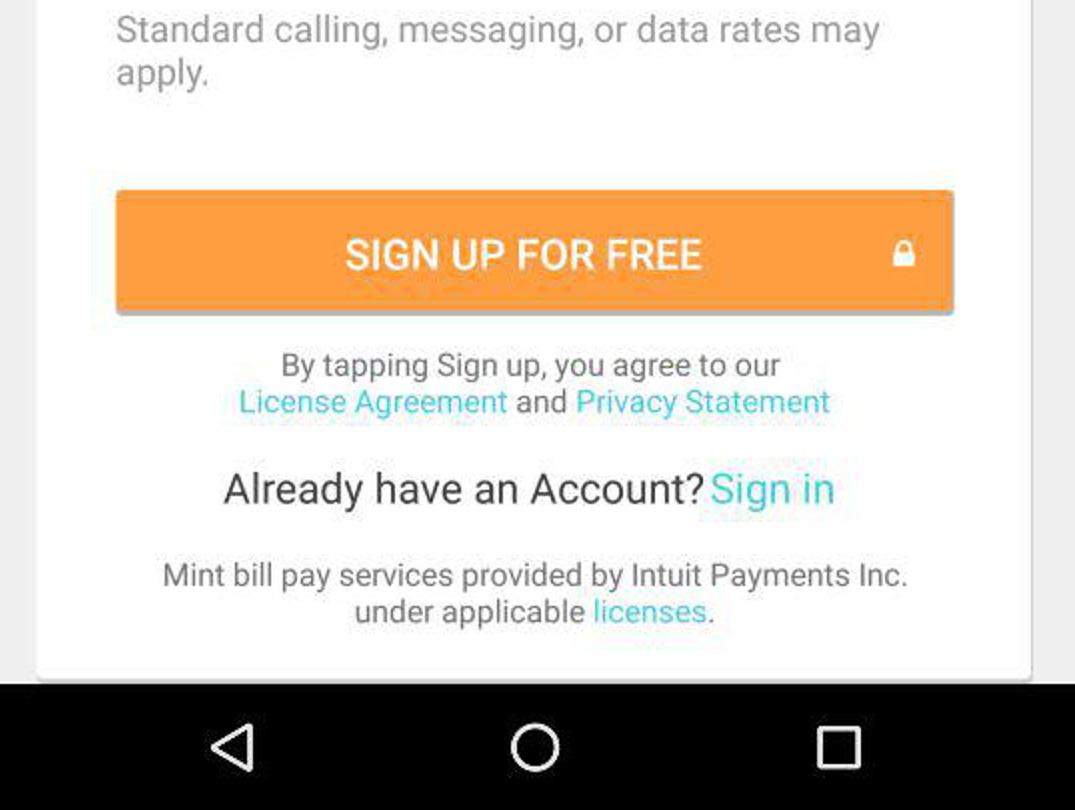 Standard calling, messaging, or data rates may
apply.
SIGN UP FOR FREE
By tapping Sign up, you agree to our
License Agreement and Privacy Statement
Already have an Account? Sign in
Mint bill pay services provided by Intuit Payments Inc.
under applicable licenses.